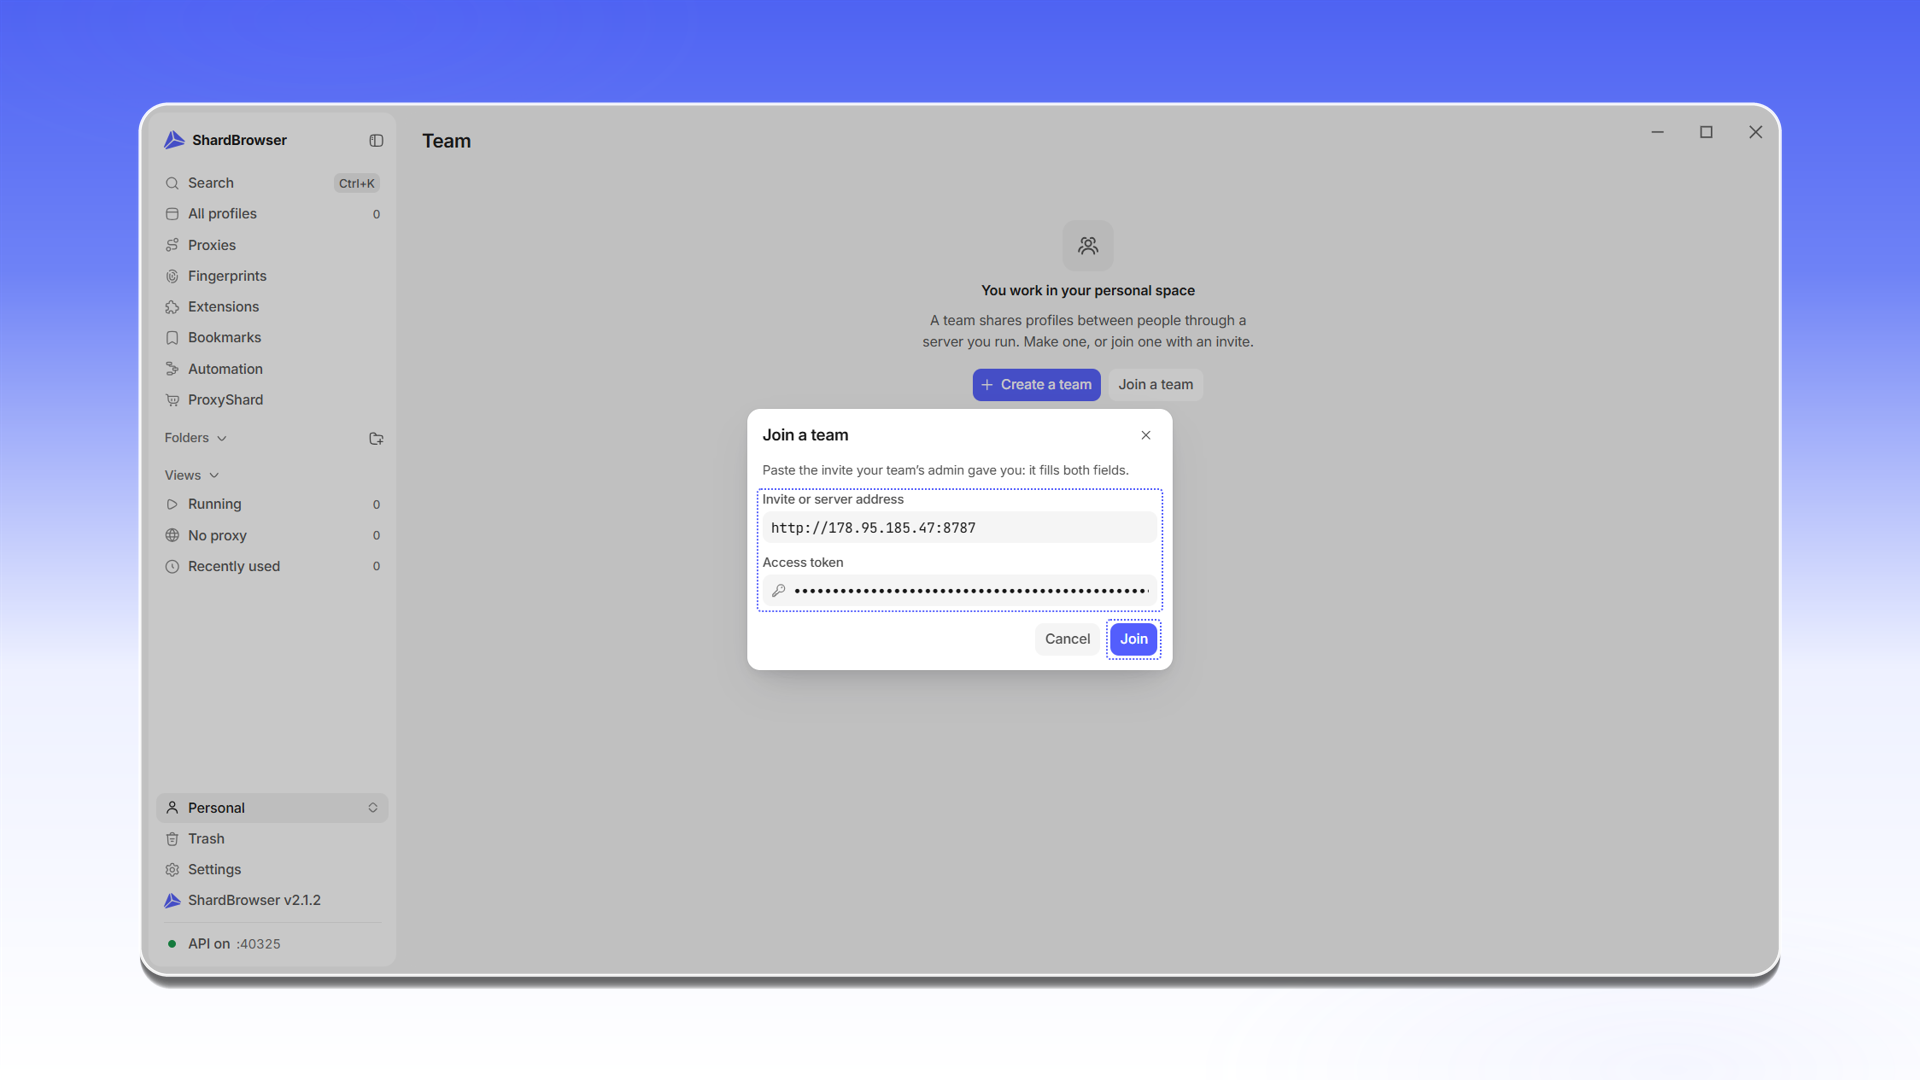 ShardBrowser
Search
Ctrl+K
All profiles
0
Proxies
Fingerprints
Extensions
Bookmarks
Automation
ProxyShard
Folders
Views
Running
0
No proxy
0
Recently used
0
Personal
Trash
Settings
ShardBrowser v2.1.2
API on :40325
Team
You work in your personal space
A team shares profiles between people through a
server you run. Make one, or join one with an invite.
Create a team
Join a team
Join a team
Paste the invite your team’s admin gave you: it fills both fields.
Invite or server address
http://178.95.185.47:8787
Access token
Cancel
Join